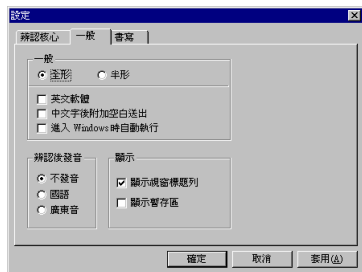 設定
辨認核心 一般 書寫
一般
全形 半形
英文軟體
中文字後附加空白送出
進入 Windows 時自動執行
辨認後發音 顯示
不發音
國語
廣東音
顯示視窗標題列
顯示暫存區
確定 取消 套用(A)